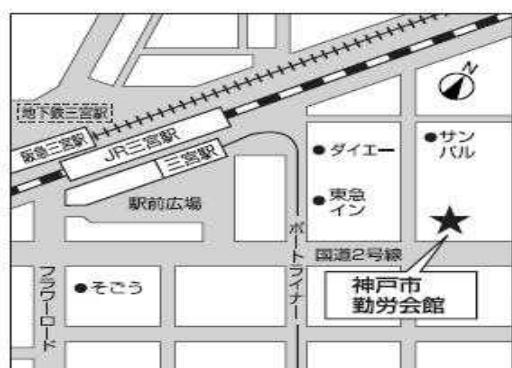 N
地下鉄三宮駅
阪急三宮駅
JR三宮駅
三宮駅
駅前広場
ダイエー
サン
パル
東急
イン
ポートライナー
国道2号線
フラワーロード
そごう
神戸市
勤労会館